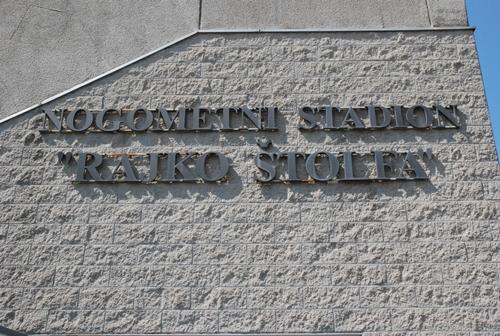 NOGOMETNI STADION
"RAJKO ŠTOLFA"